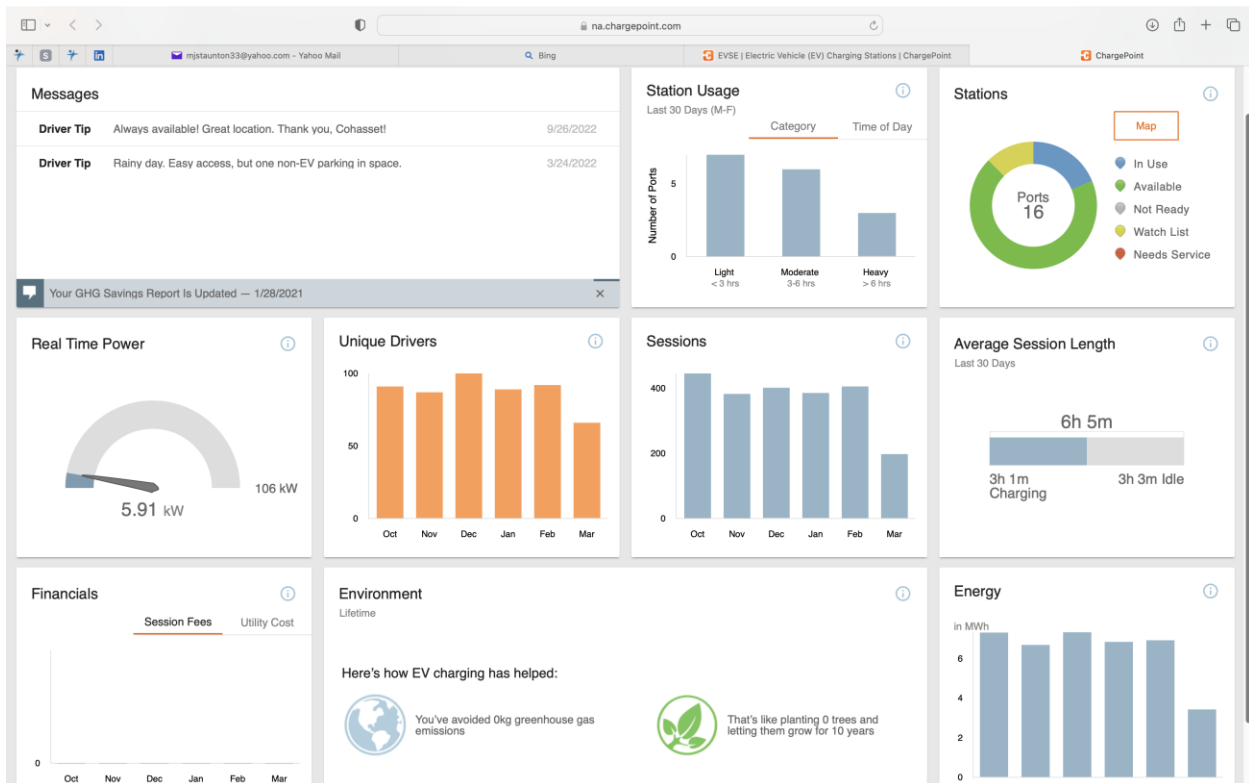 na.chargepoint.com
S
in
mjstaunton33@yahoo.com – Yahoo Mail
Bing
EVSE | Electric Vehicle (EV) Charging Stations | ChargePoint
ChargePoint
Messages
Driver Tip Always available! Great location. Thank you, Cohasset! 9/26/2022
Driver Tip Rainy day. Easy access, but one non-EV parking in space. 3/24/2022
Your GHG Savings Report Is Updated — 1/28/2021
Station Usage
Last 30 Days (M-F)
Category Time of Day
Number of Ports
5
0
Light Moderate Heavy
< 3 hrs 3-6 hrs > 6 hrs
Stations
Map
Ports
16
In Use
Available
Not Ready
Watch List
Needs Service
Real Time Power
106 kW
5.91 kW
Unique Drivers
100
50
0
Oct Nov Dec Jan Feb Mar
Sessions
400
200
0
Oct Nov Dec Jan Feb Mar
Average Session Length
Last 30 Days
6h 5m
3h 1m 3h 3m Idle
Charging
Financials
Session Fees Utility Cost
0
Oct Nov Dec Jan Feb Mar
Environment
Lifetime
Here's how EV charging has helped:
You've avoided 0kg greenhouse gas
emissions
That's like planting 0 trees and
letting them grow for 10 years
Energy
in MWh
6
4
2
0